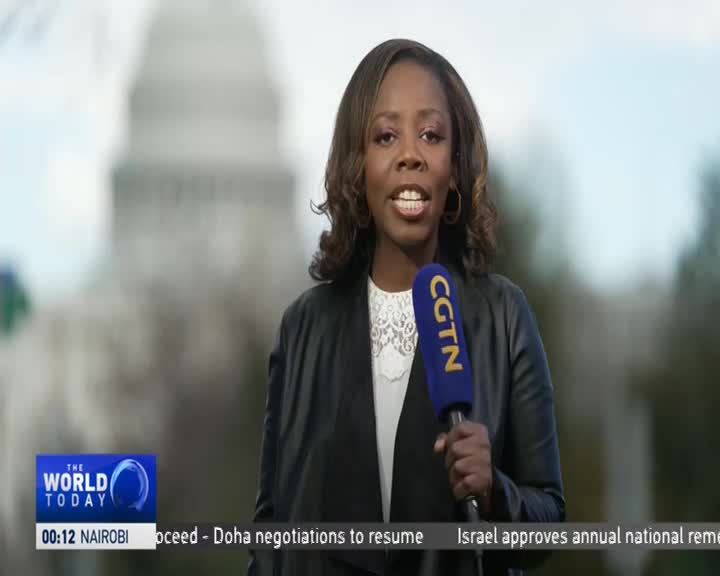 CGTN
THE
WORLD
TODAY
00:12 NAIROBI
oceed - Doha negotiations to resume Israel approves annual national reme